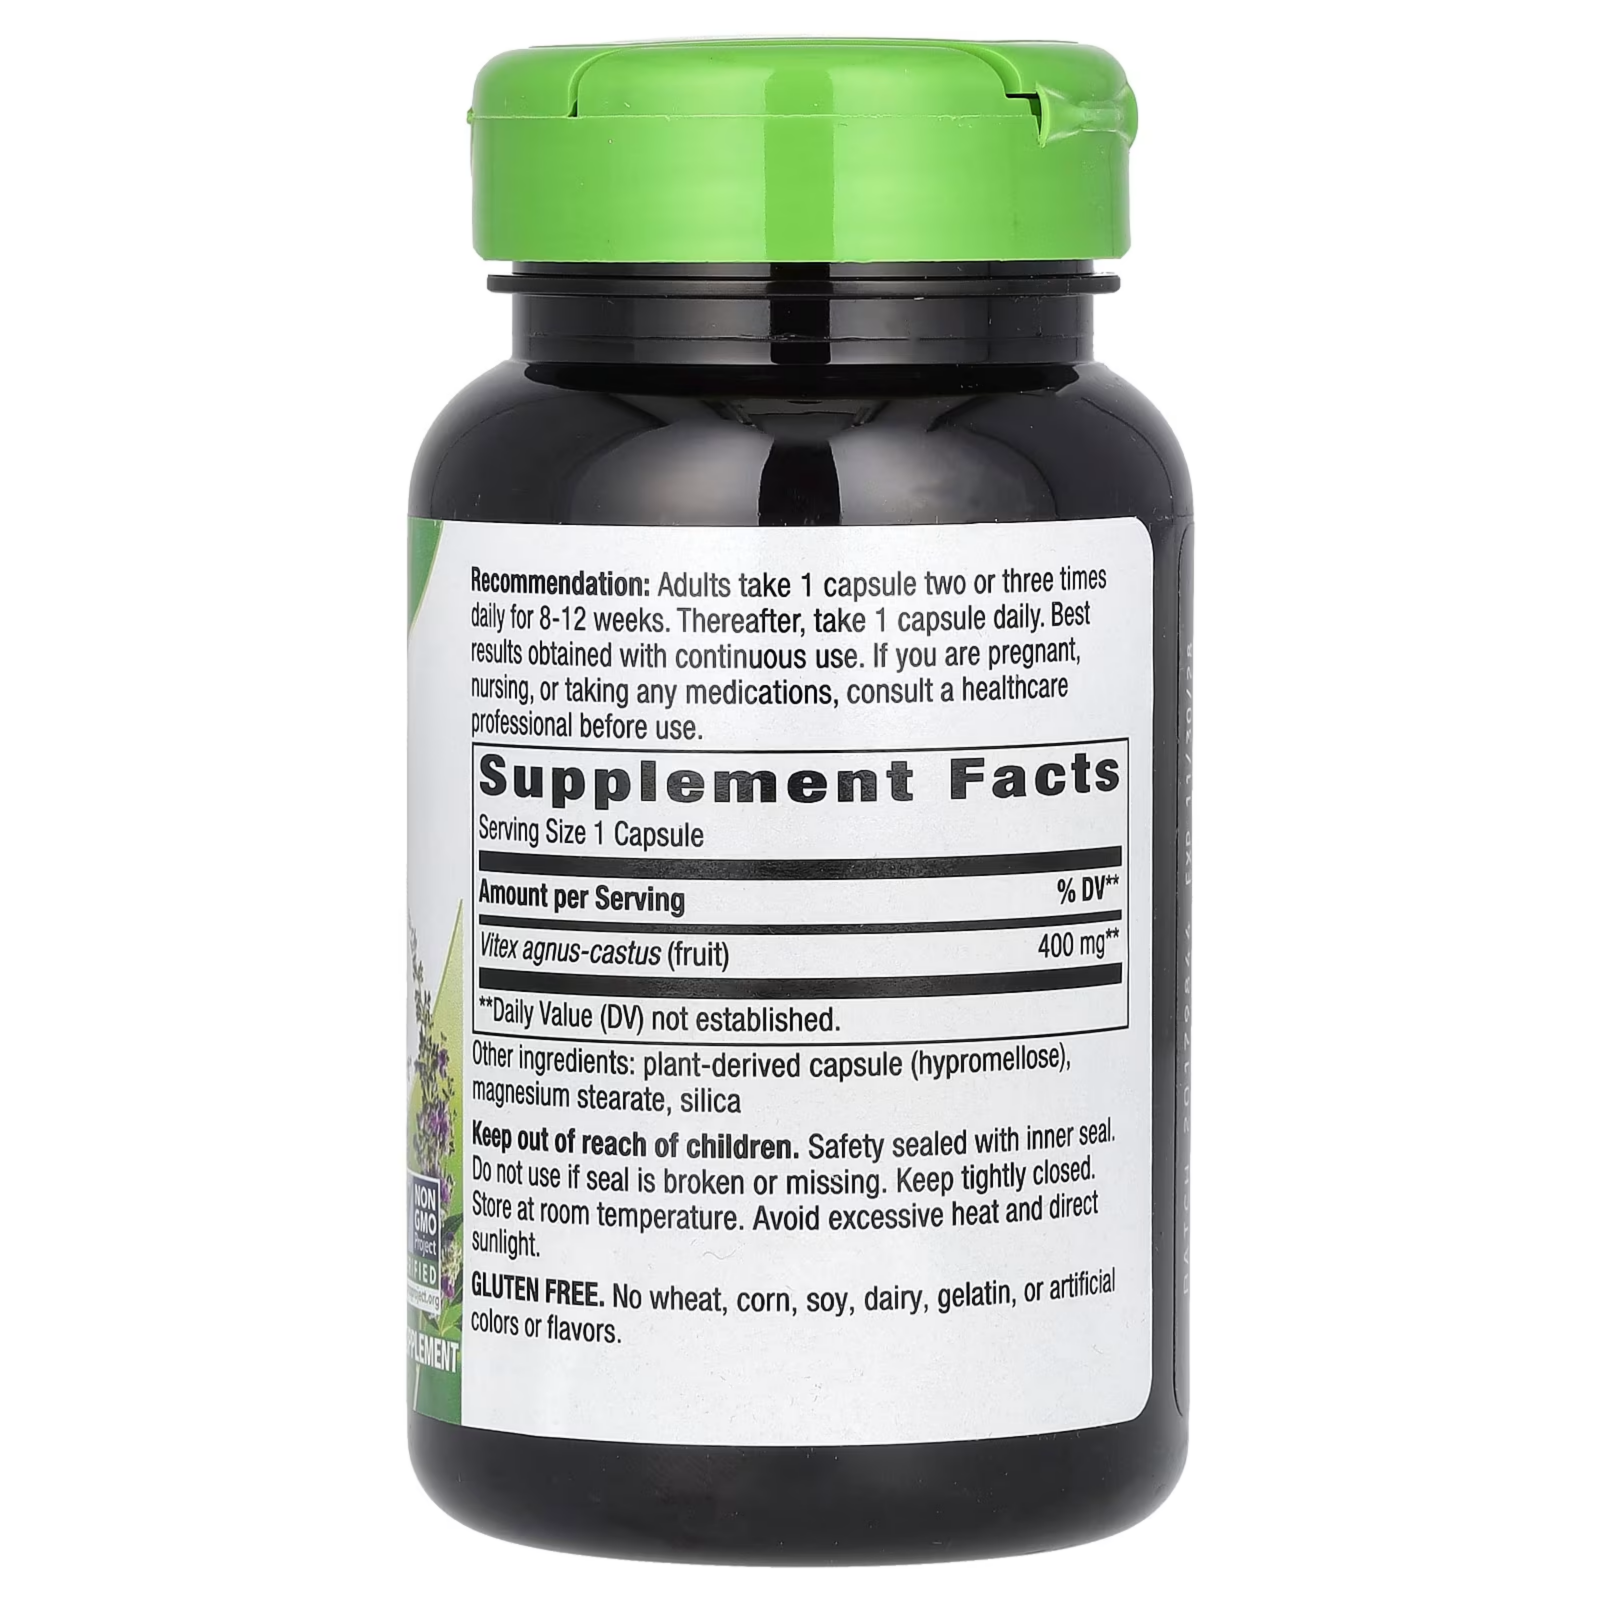 Recommendation: Adults take 1 capsule two or three times
daily for 8-12 weeks. Thereafter, take 1 capsule daily. Best
results obtained with continuous use. If you are pregnant,
nursing, or taking any medications, consult a healthcare
professional before use.
Supplement Facts
Serving Size 1 Capsule
Amount per Serving % DV**
Vitex agnus-castus (fruit) 400 mg**
**Daily Value (DV) not established.
Other ingredients: plant-derived capsule (hypromellose),
magnesium stearate, silica
Keep out of reach of children. Safety sealed with inner seal.
Do not use if seal is broken or missing. Keep tightly closed.
Store at room temperature. Avoid excessive heat and direct
sunlight.
GLUTEN FREE. No wheat, corn, soy, dairy, gelatin, or artificial
colors or flavors.
NON
GMO
Project
EXP 11/30/28